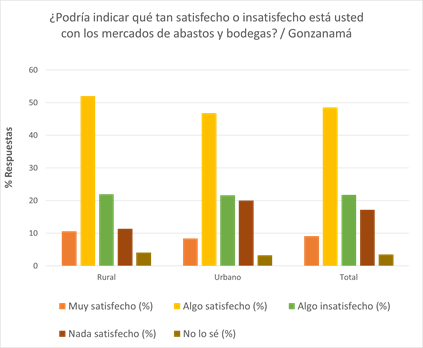 ¿Podría indicar qué tan satisfecho o insatisfecho está usted
con los mercados de abastos y bodegas? / Gonzanamá
% Respuestas
60
50
40
30
20
10
0
Rural
Urbano
Total
Muy satisfecho (%)
Algo satisfecho (%)
Algo insatisfecho (%)
Nada satisfecho (%)
No lo sé (%)